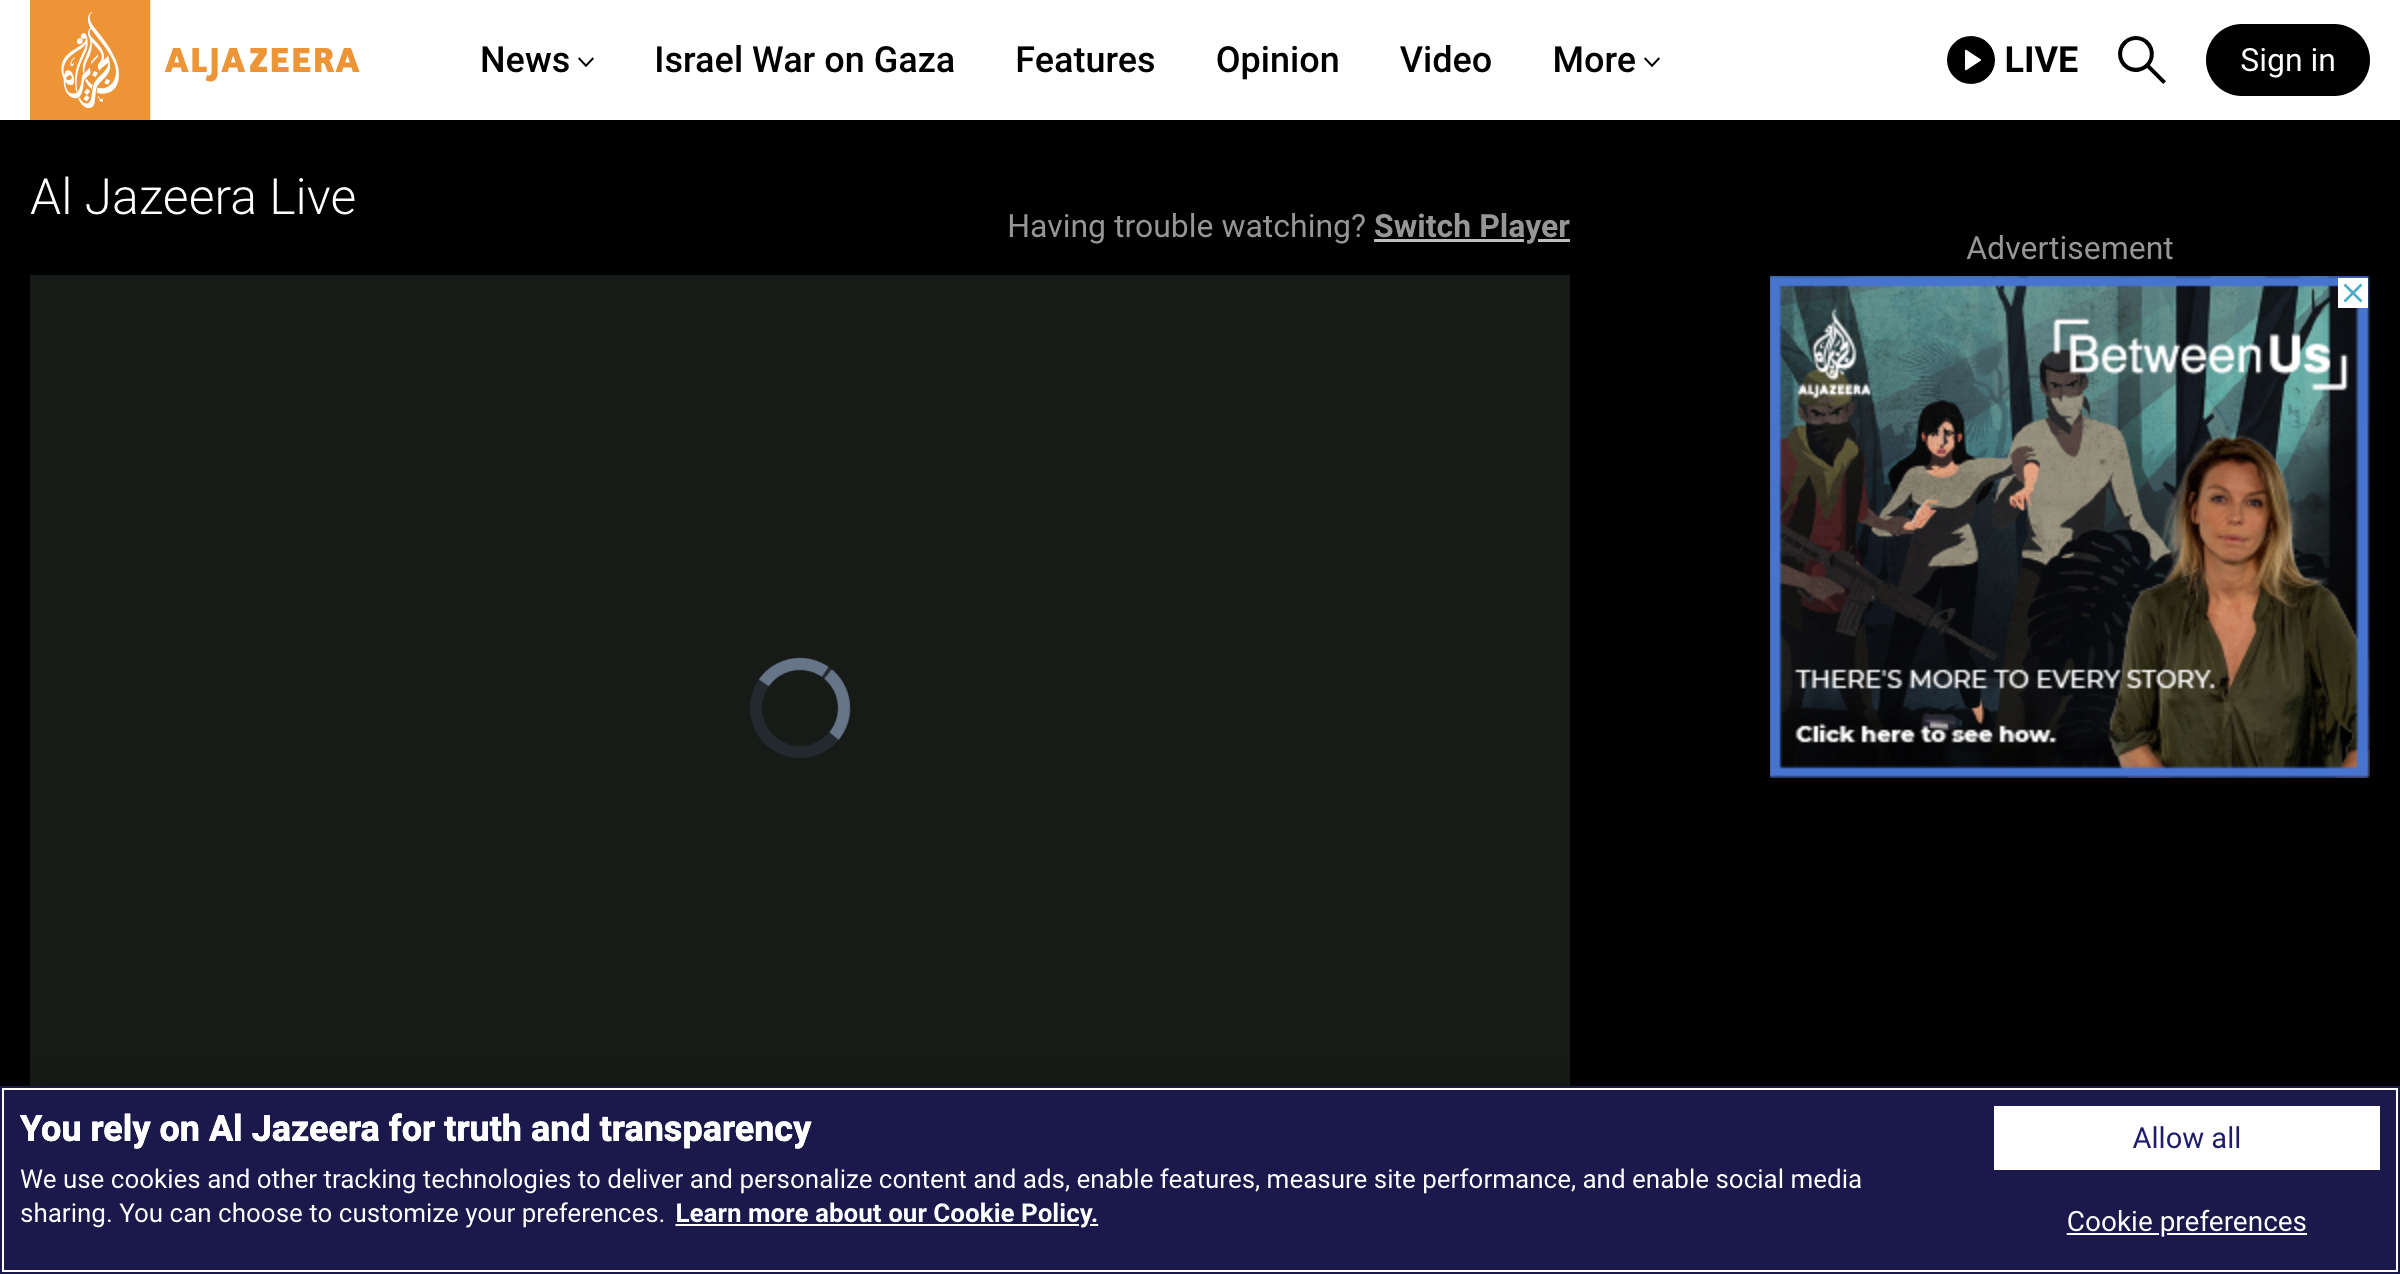 ALJAZEERA
News
Israel War on Gaza
Features
Opinion
Video
More
LIVE
Sign in
Al Jazeera Live
Having trouble watching? Switch Player
Advertisement
ALJAZEERA
Between Us
THERE'S MORE TO EVERY STORY.
Click here to see how.
You rely on Al Jazeera for truth and transparency
We use cookies and other tracking technologies to deliver and personalize content and ads, enable features, measure site performance, and enable social media
sharing. You can choose to customize your preferences. Learn more about our Cookie Policy.
Allow all
Cookie preferences